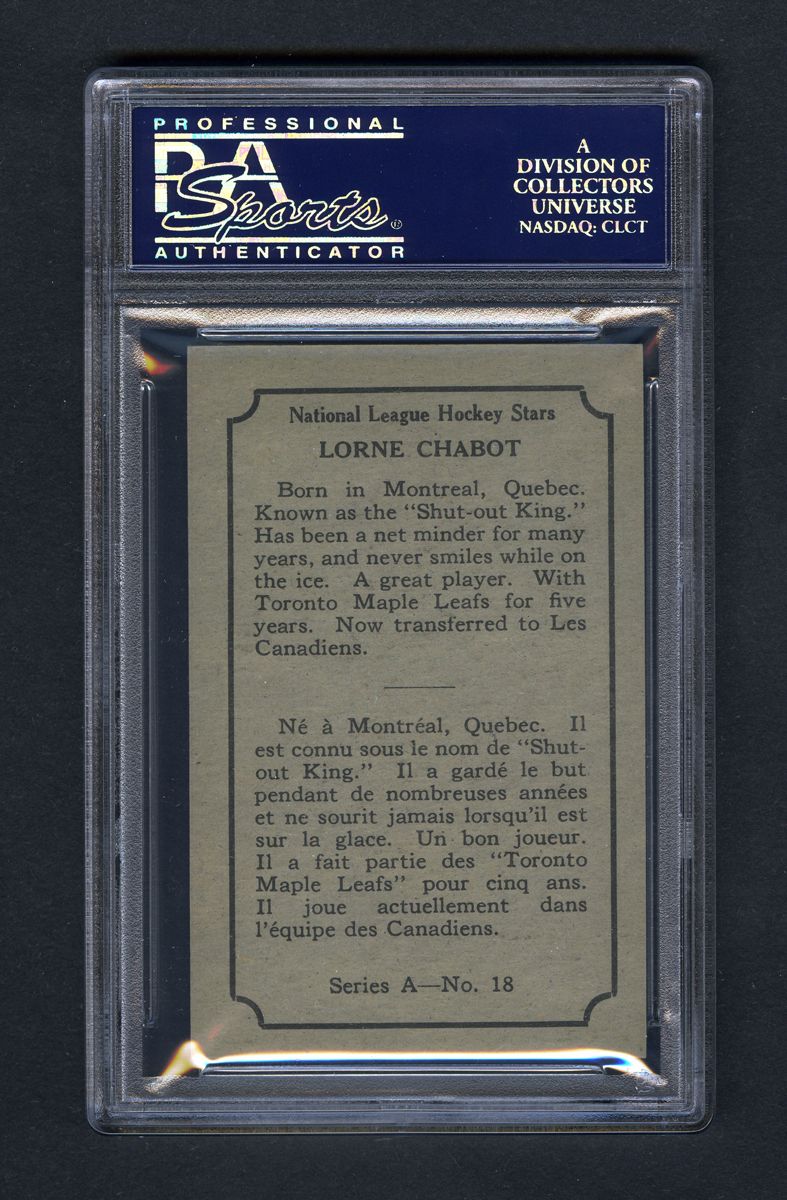 PROFESSIONAL
PSA
Sports
AUTHENTICATOR
A
DIVISION OF
COLLECTORS
UNIVERSE
NASDAQ: CLCT
National League Hockey Stars
LORNE CHABOT
Born in Montreal, Quebec.
Known as the "Shut-out King."
Has been a net minder for many
years, and never smiles while on
the ice. A great player. With
Toronto Maple Leafs for five
years. Now transferred to Les
Canadiens.
Né à Montréal, Quebec. Il
est connu sous le nom de "Shut-
out King." Il a gardé le but
pendant de nombreuses années
et ne sourit jamais lorsqu'il est
sur la glace. Un bon joueur.
Il a fait partie des "Toronto
Maple Leafs" pour cinq ans.
Il joue actuellement dans
l'équipe des Canadiens.
Series A—No. 18